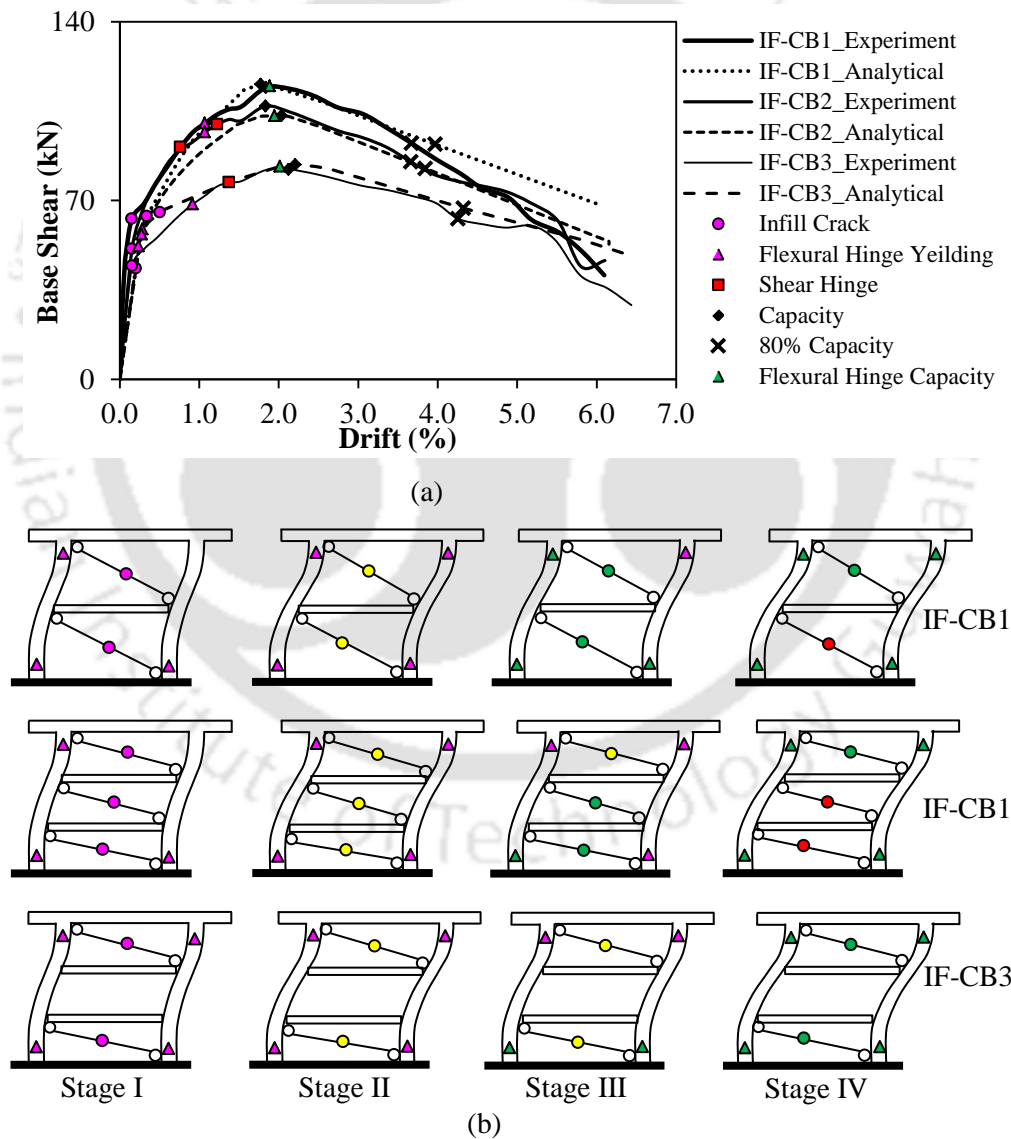 140
70
0
Base Shear (kN)
0.0 1.0 2.0 3.0 4.0 5.0 6.0 7.0
Drift (%)
IF-CB1_Experiment
IF-CB1_Analytical
IF-CB2_Experiment
IF-CB2_Analytical
IF-CB3_Experiment
IF-CB3_Analytical
Infill Crack
Flexural Hinge Yeilding
Shear Hinge
Capacity
80% Capacity
Flexural Hinge Capacity
(a)
IF-CB1
IF-CB1
IF-CB3
Stage I Stage II Stage III Stage IV
(b)
Institute of Technology